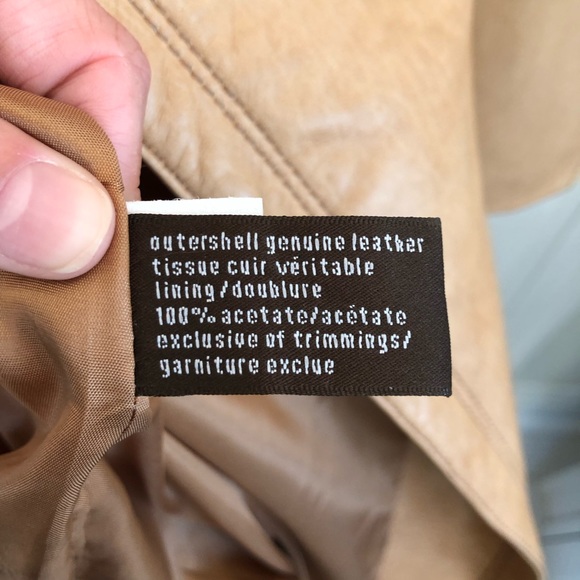 outershell genuine leather
tissue cuir véritable
lining/doublure
100% acetate/acétate
exclusive of trimmings/
garniture exclue